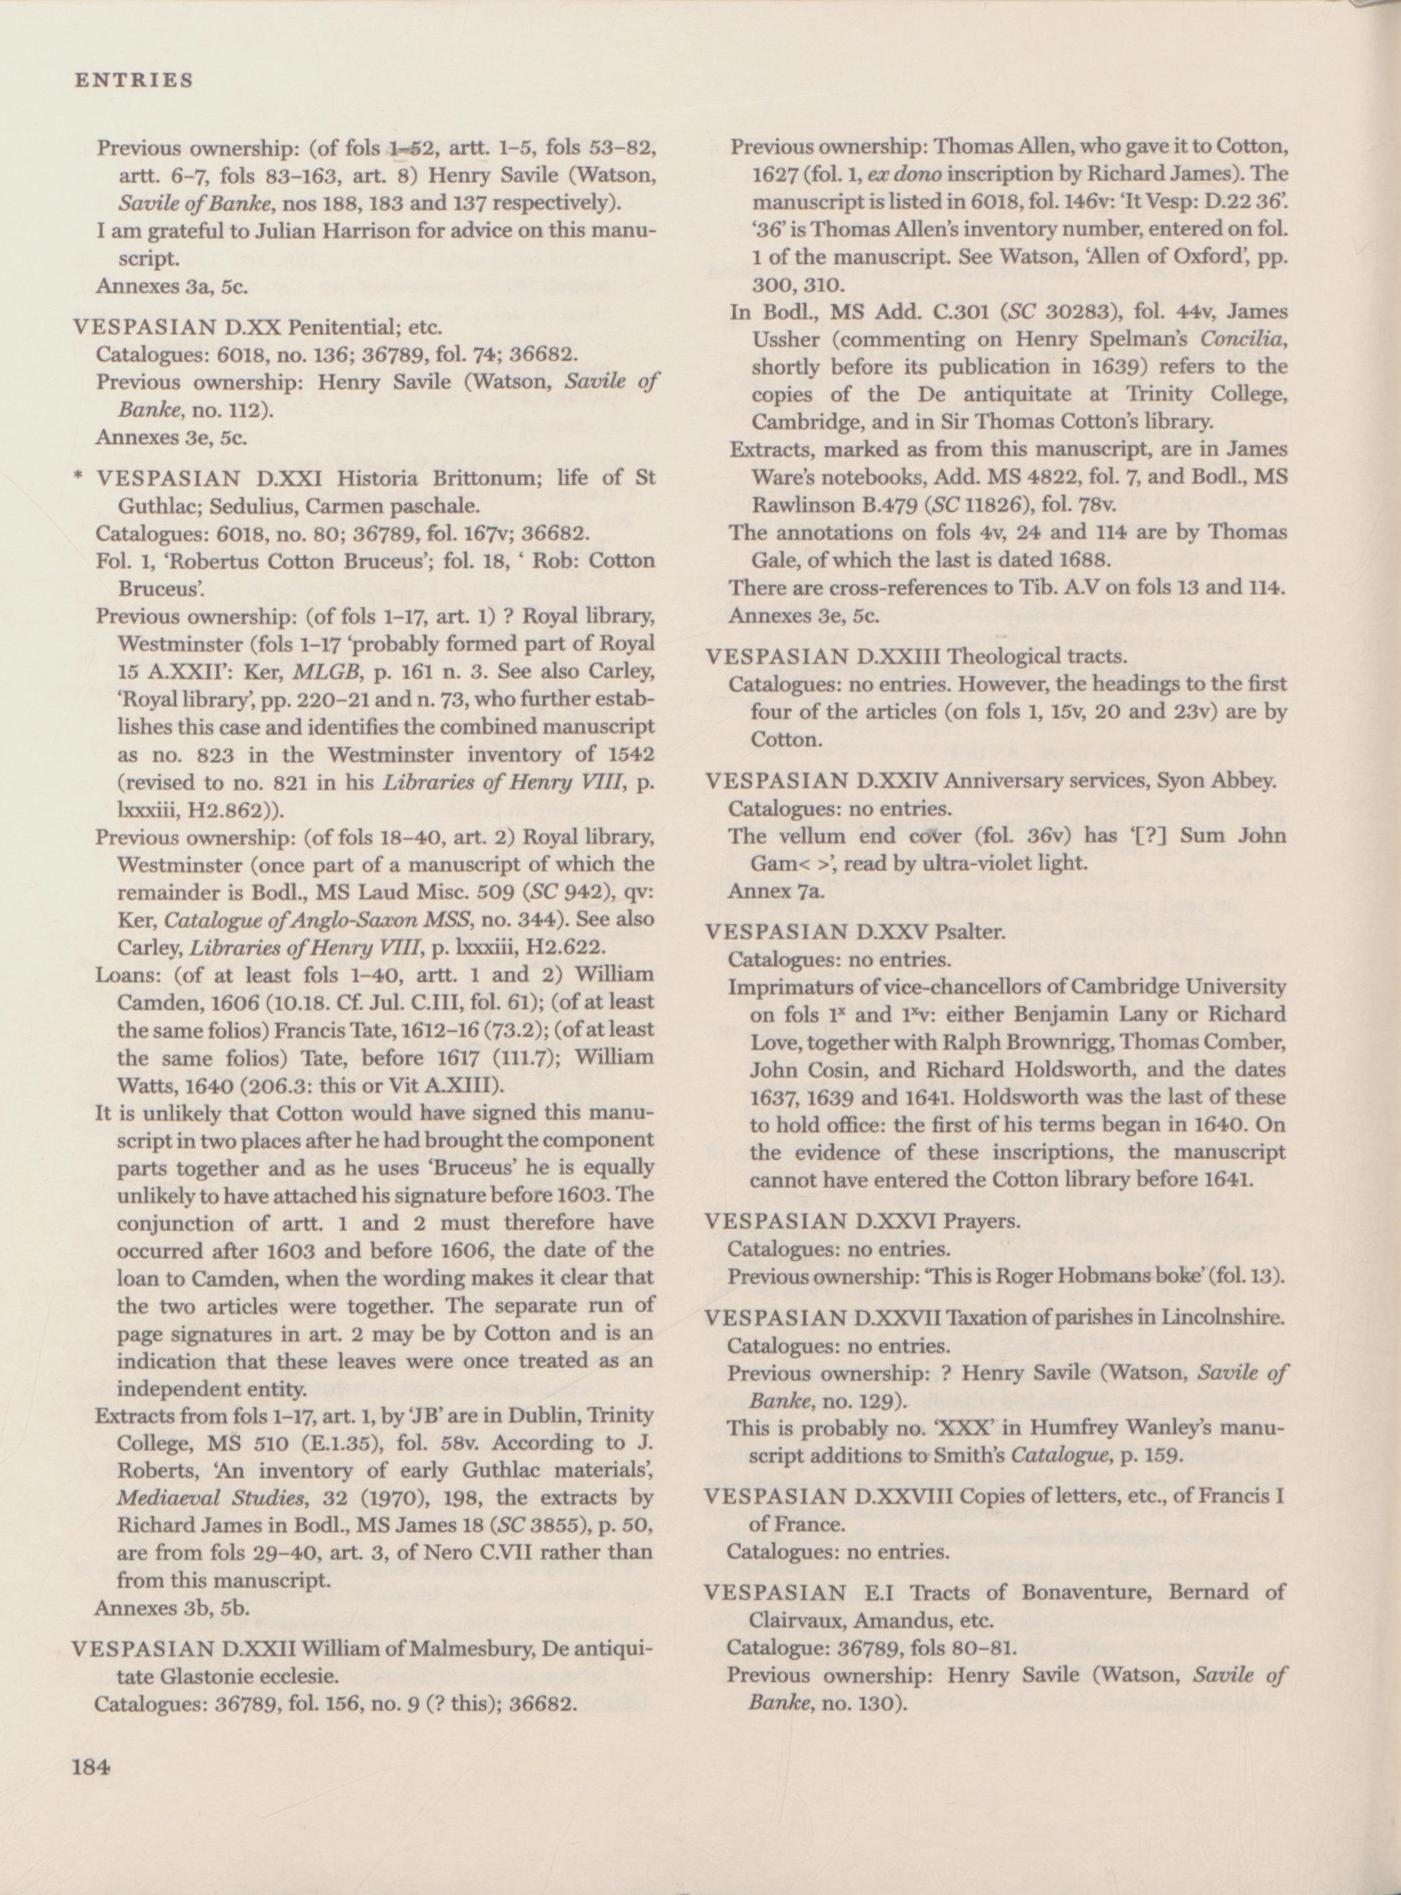 ENTRIES
Previous ownership: (of fols 1–52, artt. 1–5, fols 53–82,
artt. 6–7, fols 83–163, art. 8) Henry Savile (Watson,
Savile of Banke, nos 188, 183 and 137 respectively).
I am grateful to Julian Harrison for advice on this manu-
script.
Annexes 3a, 5c.
VESPASIAN D.XX Penitential; etc.
Catalogues: 6018, no. 136; 36789, fol. 74; 36682.
Previous ownership: Henry Savile (Watson, Savile of
Banke, no. 112).
Annexes 3e, 5c.
* VESPASIAN D.XXI Historia Brittonum; life of St
Guthlac; Sedulius, Carmen paschale.
Catalogues: 6018, no. 80; 36789, fol. 167v; 36682.
Fol. 1, ‘Robertus Cotton Bruceus’; fol. 18, ‘ Rob: Cotton
Bruceus’.
Previous ownership: (of fols 1–17, art. 1) ? Royal library,
Westminster (fols 1–17 ‘probably formed part of Royal
15 A.XXII’: Ker, MLGB, p. 161 n. 3. See also Carley,
‘Royal library’, pp. 220–21 and n. 73, who further estab-
lishes this case and identifies the combined manuscript
as no. 823 in the Westminster inventory of 1542
(revised to no. 821 in his Libraries of Henry VIII, p.
lxxxiii, H2.862)).
Previous ownership: (of fols 18–40, art. 2) Royal library,
Westminster (once part of a manuscript of which the
remainder is Bodl., MS Laud Misc. 509 (SC 942), qv:
Ker, Catalogue of Anglo-Saxon MSS, no. 344). See also
Carley, Libraries of Henry VIII, p. lxxxiii, H2.622.
Loans: (of at least fols 1–40, artt. 1 and 2) William
Camden, 1606 (10.18. Cf. Jul. C.III, fol. 61); (of at least
the same folios) Francis Tate, 1612–16 (73.2); (of at least
the same folios) Tate, before 1617 (111.7); William
Watts, 1640 (206.3: this or Vit A.XIII).
It is unlikely that Cotton would have signed this manu-
script in two places after he had brought the component
parts together and as he uses ‘Bruceus’ he is equally
unlikely to have attached his signature before 1603. The
conjunction of artt. 1 and 2 must therefore have
occurred after 1603 and before 1606, the date of the
loan to Camden, when the wording makes it clear that
the two articles were together. The separate run of
page signatures in art. 2 may be by Cotton and is an
indication that these leaves were once treated as an
independent entity.
Extracts from fols 1–17, art. 1, by ‘JB’ are in Dublin, Trinity
College, MS 510 (E.1.35), fol. 58v. According to J.
Roberts, ‘An inventory of early Guthlac materials’,
Mediaeval Studies, 32 (1970), 198, the extracts by
Richard James in Bodl., MS James 18 (SC 3855), p. 50,
are from fols 29–40, art. 3, of Nero C.VII rather than
from this manuscript.
Annexes 3b, 5b.
VESPASIAN D.XXII William of Malmesbury, De antiqui-
tate Glastonie ecclesie.
Catalogues: 36789, fol. 156, no. 9 (? this); 36682.
Previous ownership: Thomas Allen, who gave it to Cotton,
1627 (fol. 1, ex dono inscription by Richard James). The
manuscript is listed in 6018, fol. 146v: ‘It Vesp: D.22 36’.
‘36’ is Thomas Allen’s inventory number, entered on fol.
1 of the manuscript. See Watson, ‘Allen of Oxford’, pp.
300, 310.
In Bodl., MS Add. C.301 (SC 30283), fol. 44v, James
Ussher (commenting on Henry Spelman’s Concilia,
shortly before its publication in 1639) refers to the
copies of the De antiquitate at Trinity College,
Cambridge, and in Sir Thomas Cotton’s library.
Extracts, marked as from this manuscript, are in James
Ware’s notebooks, Add. MS 4822, fol. 7, and Bodl., MS
Rawlinson B.479 (SC 11826), fol. 78v.
The annotations on fols 4v, 24 and 114 are by Thomas
Gale, of which the last is dated 1688.
There are cross-references to Tib. A.V on fols 13 and 114.
Annexes 3e, 5c.
VESPASIAN D.XXIII Theological tracts.
Catalogues: no entries. However, the headings to the first
four of the articles (on fols 1, 15v, 20 and 23v) are by
Cotton.
VESPASIAN D.XXIV Anniversary services, Syon Abbey.
Catalogues: no entries.
The vellum end cover (fol. 36v) has ‘[?] Sum John
Gam< >’, read by ultra-violet light.
Annex 7a.
VESPASIAN D.XXV Psalter.
Catalogues: no entries.
Imprimaturs of vice-chancellors of Cambridge University
on fols 1ˣ and 1ˣv: either Benjamin Lany or Richard
Love, together with Ralph Brownrigg, Thomas Comber,
John Cosin, and Richard Holdsworth, and the dates
1637, 1639 and 1641. Holdsworth was the last of these
to hold office: the first of his terms began in 1640. On
the evidence of these inscriptions, the manuscript
cannot have entered the Cotton library before 1641.
VESPASIAN D.XXVI Prayers.
Catalogues: no entries.
Previous ownership: ‘This is Roger Hobmans boke’ (fol. 13).
VESPASIAN D.XXVII Taxation of parishes in Lincolnshire.
Catalogues: no entries.
Previous ownership: ? Henry Savile (Watson, Savile of
Banke, no. 129).
This is probably no. ‘XXX’ in Humfrey Wanley’s manu-
script additions to Smith’s Catalogue, p. 159.
VESPASIAN D.XXVIII Copies of letters, etc., of Francis I
of France.
Catalogues: no entries.
VESPASIAN E.I Tracts of Bonaventure, Bernard of
Clairvaux, Amandus, etc.
Catalogue: 36789, fols 80–81.
Previous ownership: Henry Savile (Watson, Savile of
Banke, no. 130).
184